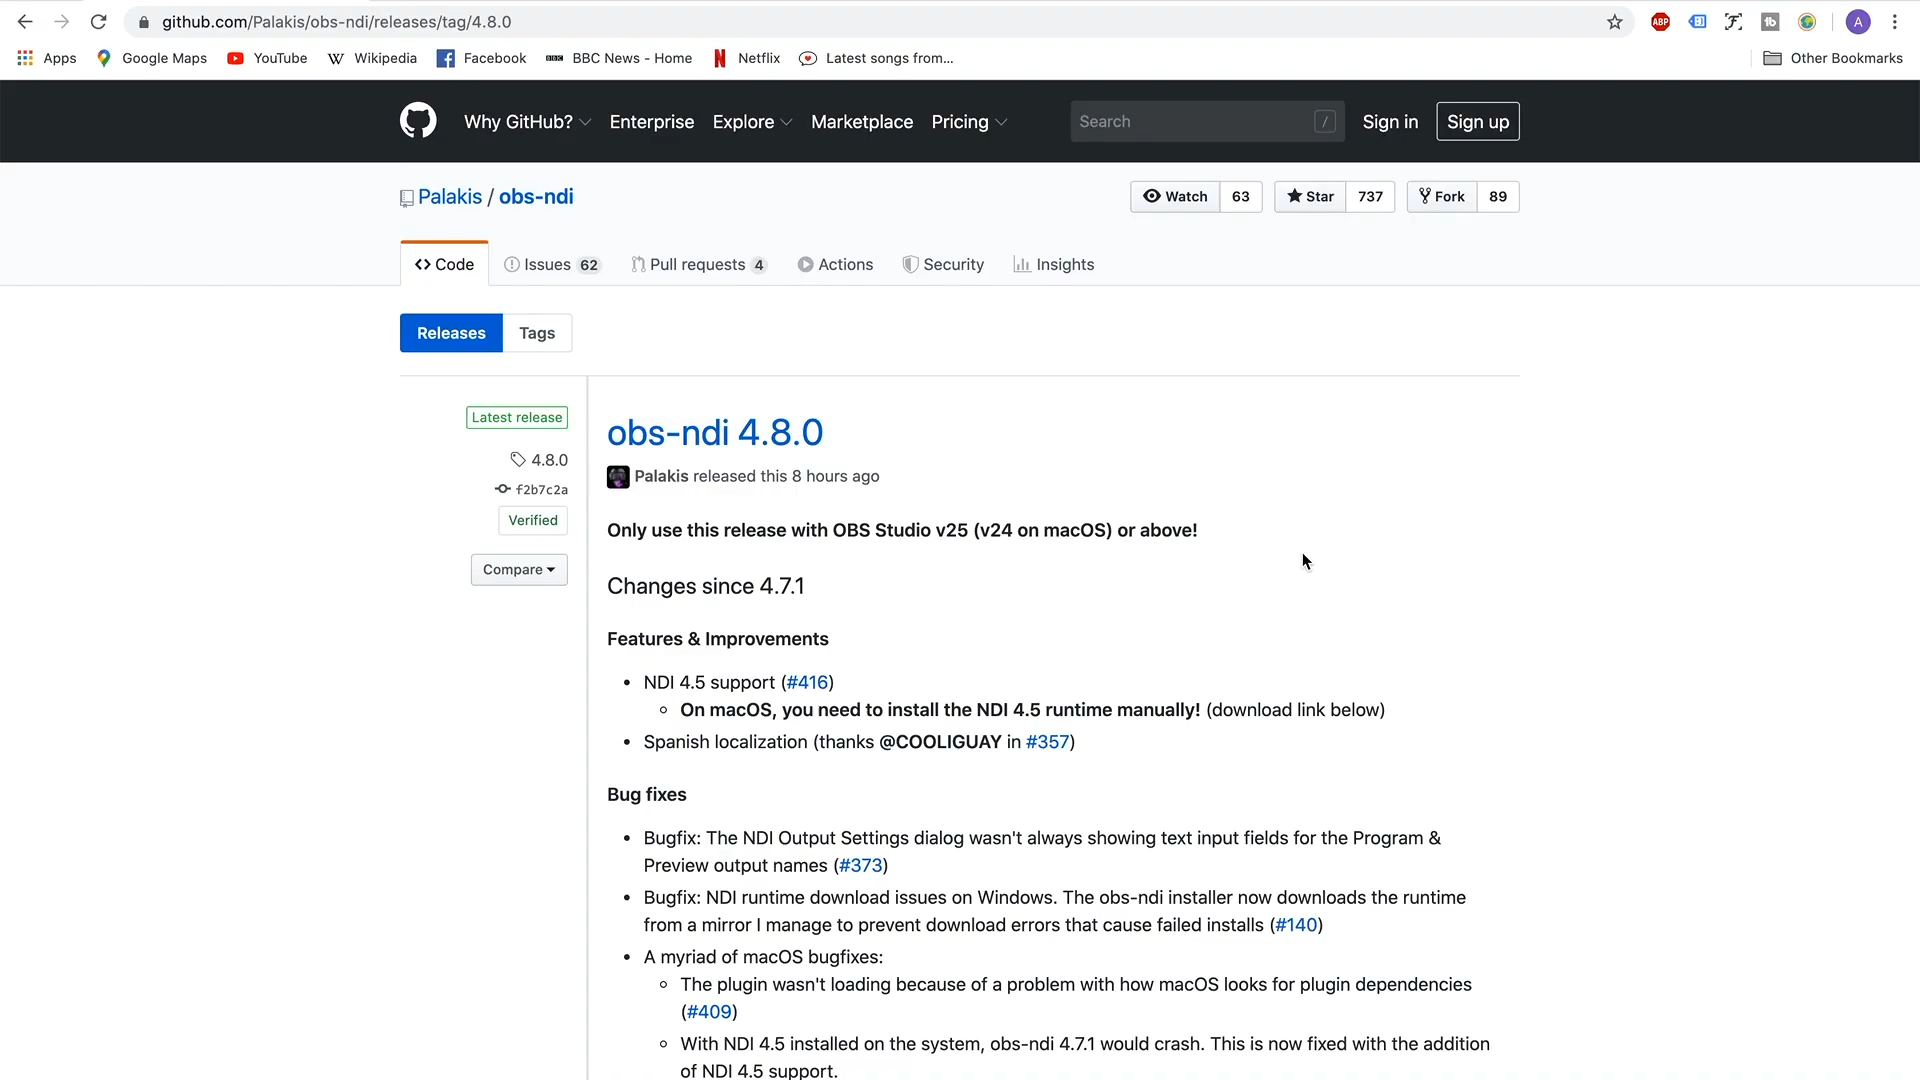 github.com/Palakis/obs-ndi/releases/tag/4.8.0
ABP
tb
A
Apps
Google Maps
YouTube
W Wikipedia
Facebook
BBC BBC News - Home
N Netflix
Latest songs from...
Other Bookmarks
Why GitHub?
Enterprise
Explore
Marketplace
Pricing
Search
/
Sign in
Sign up
Palakis / obs-ndi
Watch 63
Star 737
Fork 89
<> Code
Issues 62
Pull requests 4
Actions
Security
Insights
Releases
Tags
Latest release
4.8.0
f2b7c2a
Verified
Compare
obs-ndi 4.8.0
Palakis released this 8 hours ago
Only use this release with OBS Studio v25 (v24 on macOS) or above!
Changes since 4.7.1
Features & Improvements
• NDI 4.5 support (#416)
◦ On macOS, you need to install the NDI 4.5 runtime manually! (download link below)
• Spanish localization (thanks @COOLIGUAY in #357)
Bug fixes
• Bugfix: The NDI Output Settings dialog wasn't always showing text input fields for the Program &
Preview output names (#373)
• Bugfix: NDI runtime download issues on Windows. The obs-ndi installer now downloads the runtime
from a mirror I manage to prevent download errors that cause failed installs (#140)
• A myriad of macOS bugfixes:
◦ The plugin wasn't loading because of a problem with how macOS looks for plugin dependencies
(#409)
◦ With NDI 4.5 installed on the system, obs-ndi 4.7.1 would crash. This is now fixed with the addition
of NDI 4.5 support.